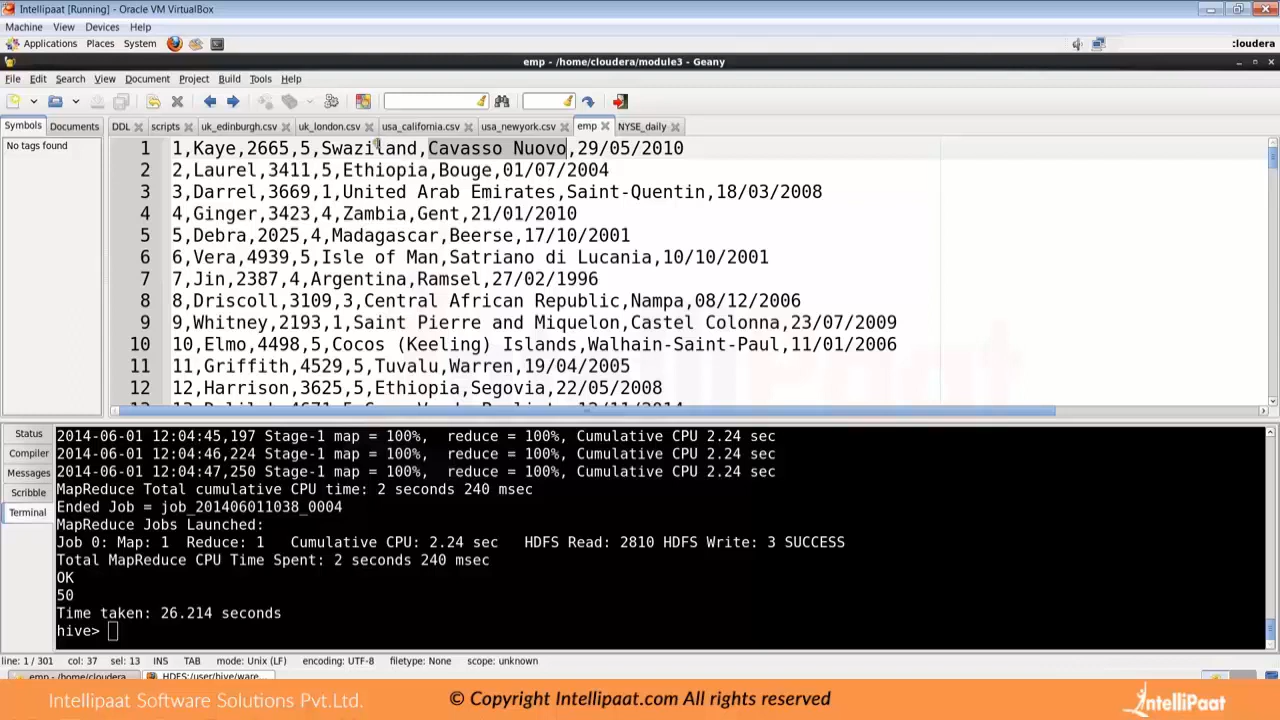 Intellipaat [Running] - Oracle VM VirtualBox
Machine View Devices Help
Applications Places System
:loudera
emp - /home/cloudera/module3 - Geany
File Edit Search View Document Project Build Tools Help
Symbols Documents DDL scripts uk_edinburgh.csv uk_london.csv usa_california.csv usa_newyork.csv emp NYSE_daily
No tags found
1 1,Kaye,2665,5,Swaziland,Cavasso Nuovo,29/05/2010
2 2,Laurel,3411,5,Ethiopia,Bouge,01/07/2004
3 3,Darrel,3669,1,United Arab Emirates,Saint-Quentin,18/03/2008
4 4,Ginger,3423,4,Zambia,Gent,21/01/2010
5 5,Debra,2025,4,Madagascar,Beerse,17/10/2001
6 6,Vera,4939,5,Isle of Man,Satriano di Lucania,10/10/2001
7 7,Jin,2387,4,Argentina,Ramsel,27/02/1996
8 8,Driscoll,3109,3,Central African Republic,Nampa,08/12/2006
9 9,Whitney,2193,1,Saint Pierre and Miquelon,Castel Colonna,23/07/2009
10 10,Elmo,4498,5,Cocos (Keeling) Islands,Walhain-Saint-Paul,11/01/2006
11 11,Griffith,4529,5,Tuvalu,Warren,19/04/2005
12 12,Harrison,3625,5,Ethiopia,Segovia,22/05/2008
Status
Compiler
Messages
Scribble
Terminal
2014-06-01 12:04:45,197 Stage-1 map = 100%, reduce = 100%, Cumulative CPU 2.24 sec
2014-06-01 12:04:46,224 Stage-1 map = 100%, reduce = 100%, Cumulative CPU 2.24 sec
2014-06-01 12:04:47,250 Stage-1 map = 100%, reduce = 100%, Cumulative CPU 2.24 sec
MapReduce Total cumulative CPU time: 2 seconds 240 msec
Ended Job = job_201406011038_0004
MapReduce Jobs Launched:
Job 0: Map: 1 Reduce: 1 Cumulative CPU: 2.24 sec HDFS Read: 2810 HDFS Write: 3 SUCCESS
Total MapReduce CPU Time Spent: 2 seconds 240 msec
OK
50
Time taken: 26.214 seconds
hive>
line: 1 / 301 col: 37 sel: 13 INS TAB mode: Unix (LF) encoding: UTF-8 filetype: None scope: unknown
emp - /home/cloudera HDFS:/user/hive/ware...
Intellipaat Software Solutions Pvt.Ltd. © Copyright Intellipaat.com All rights reserved IntelliPaat